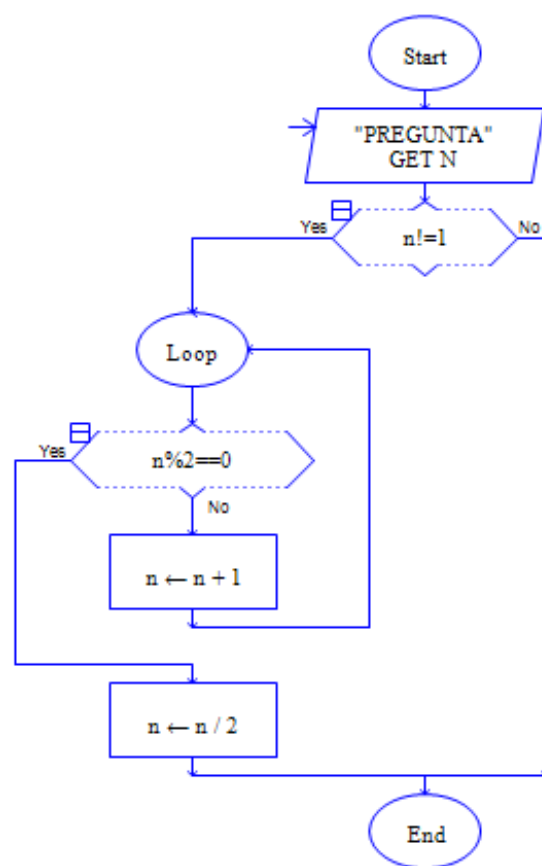 Start
"PREGUNTA"
GET N
Yes
n!=1
No
Loop
Yes
n%2==0
No
n ← n + 1
n ← n / 2
End